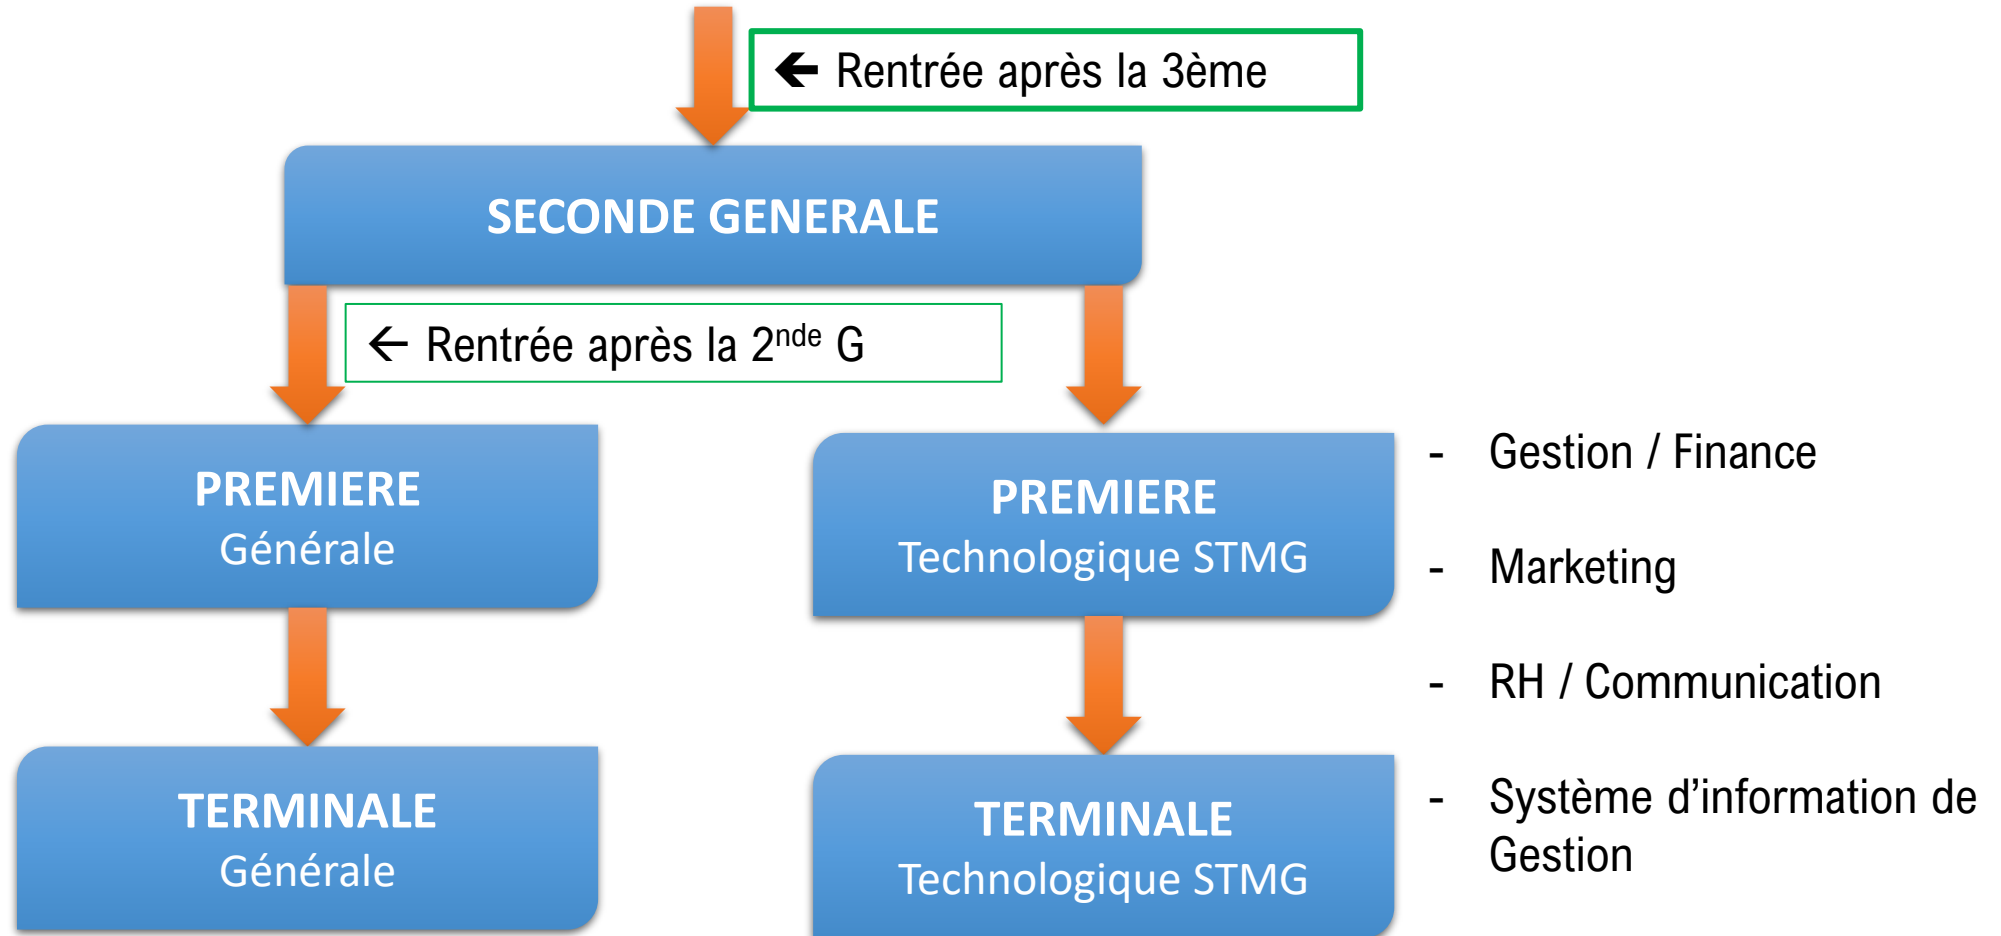 ← Rentrée après la 3ème
SECONDE GENERALE
← Rentrée après la 2nde G
PREMIERE
Générale
PREMIERE
Technologique STMG
TERMINALE
Générale
TERMINALE
Technologique STMG
- Gestion / Finance
- Marketing
- RH / Communication
- Système d’information de
Gestion